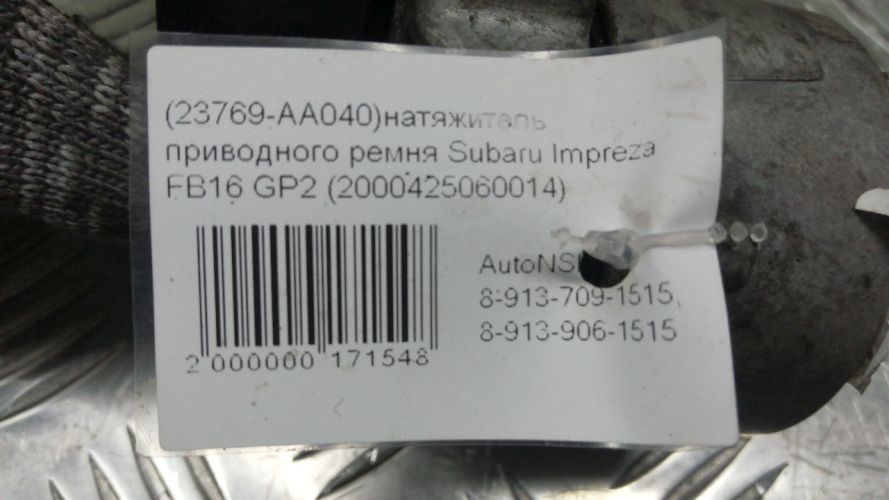 (23769-AA040)натяжитель
приводного ремня Subaru Impreza
FB16 GP2 (2000425060014)
8-913-709-1515,
8-913-906-1515
2 000000 171548